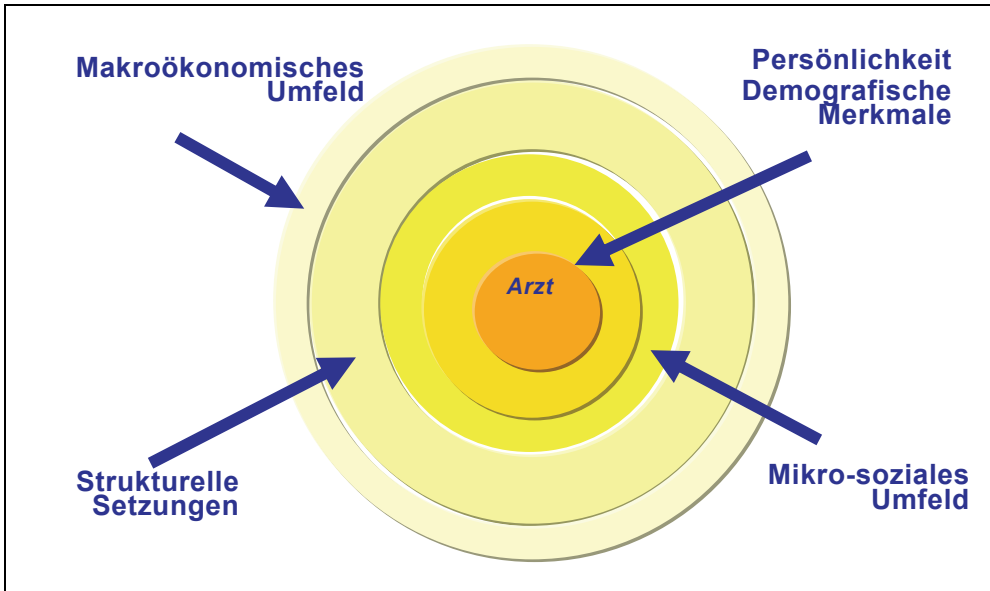 Makroökonomisches
Umfeld
Persönlichkeit
Demografische
Merkmale
Arzt
Strukturelle
Setzungen
Mikro-soziales
Umfeld